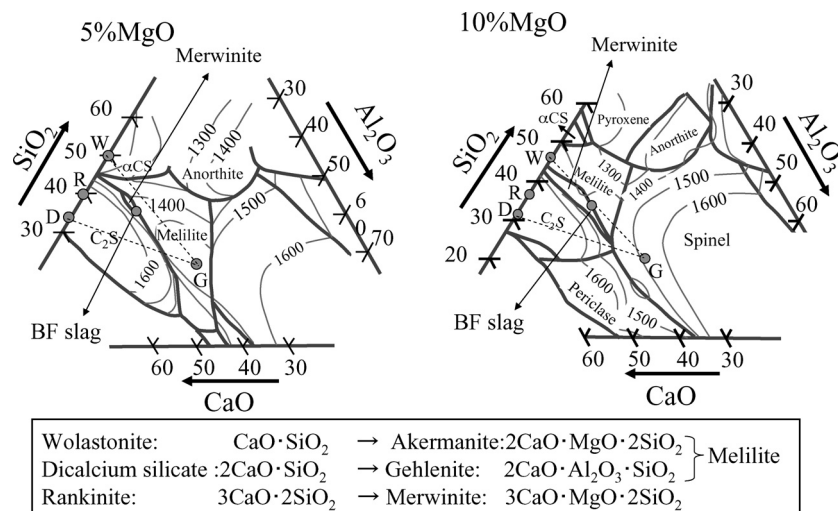 5%MgO
Merwinite
SiO₂
Al₂O₃
60
W
50
R
40
D
30
αCS
1300
1400
Anorthite
30
40
50
6
0
70
1400
1500
C₂S
Melilite
1600
G
1600
BF slag
60
50
40
30
CaO
10%MgO
Merwinite
SiO₂
Al₂O₃
60
αCS
50
W
40
R
D
30
20
Pyroxene
Anorthite
30
40
50
60
1300
1400
1500
1600
Melilite
C₂S
Spinel
G
1600
1500
Periclase
BF slag
60
50
40
30
CaO
Wolastonite: CaO·SiO₂ → Akermanite:2CaO·MgO·2SiO₂
Dicalcium silicate :2CaO·SiO₂ → Gehlenite: 2CaO·Al₂O₃·SiO₂
Melilite
Rankinite: 3CaO·2SiO₂ → Merwinite: 3CaO·MgO·2SiO₂